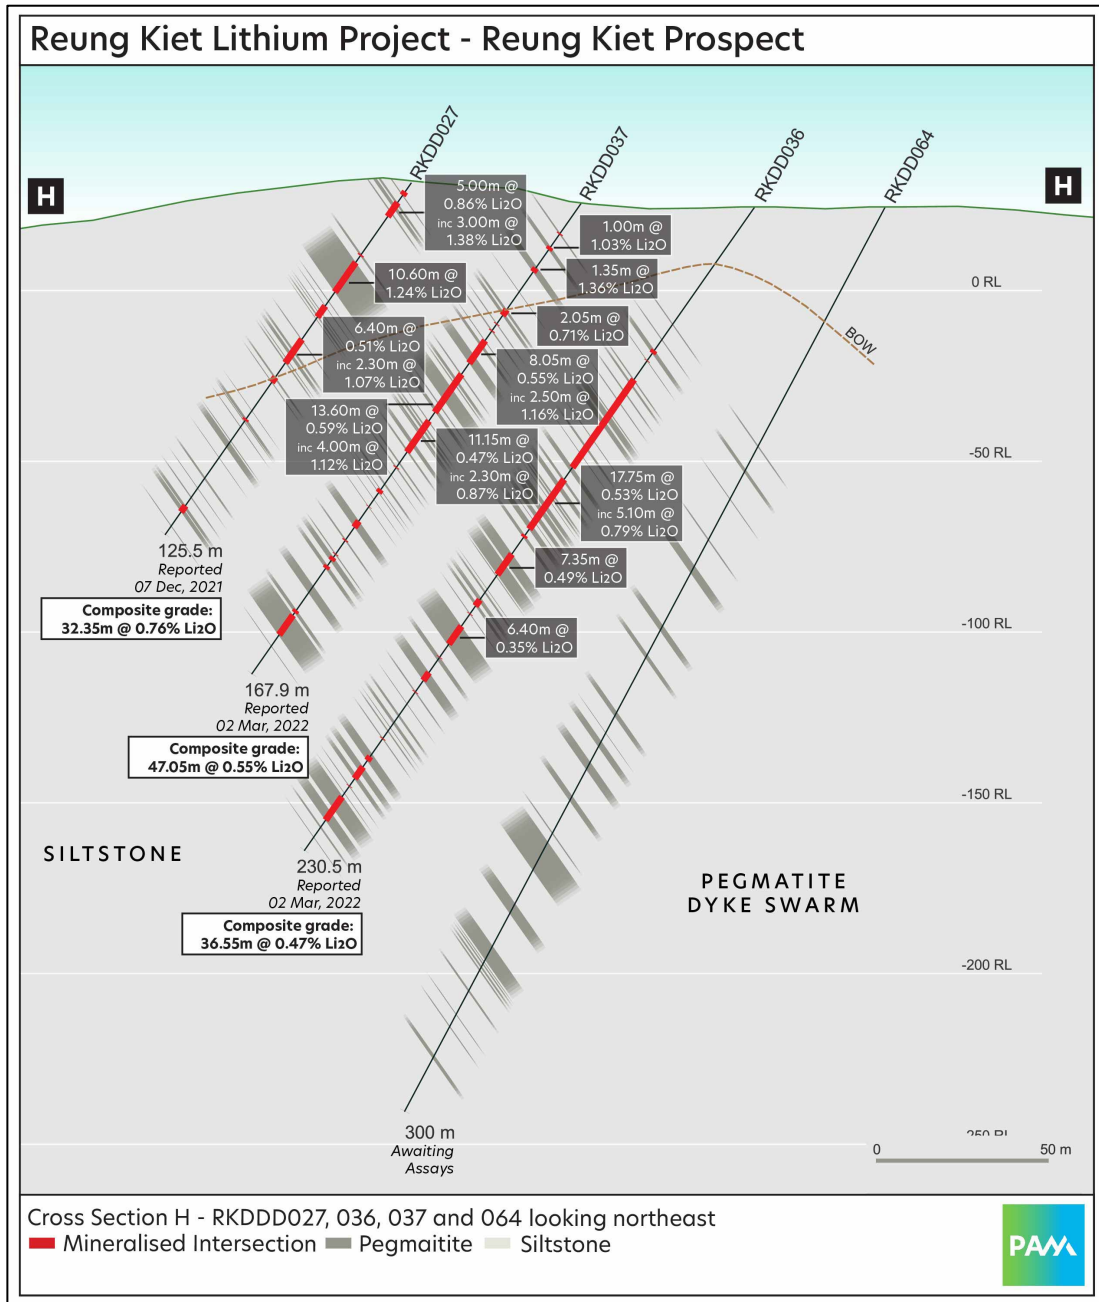 Reung Kiet Lithium Project - Reung Kiet Prospect
RKDD027
RKDD037
RKDD036
RKDD064
H
H
5.00m @
0.86% Li2O
inc 3.00m @
1.38% Li2O
1.00m @
1.03% Li2O
10.60m @
1.24% Li2O
1.35m @
1.36% Li2O
0 RL
2.05m @
0.71% Li2O
6.40m @
0.51% Li2O
inc 2.30m @
1.07% Li2O
BOW
8.05m @
0.55% Li2O
inc 2.50m @
1.16% Li2O
13.60m @
0.59% Li2O
inc 4.00m @
1.12% Li2O
11.15m @
0.47% Li2O
inc 2.30m @
0.87% Li2O
-50 RL
17.75m @
0.53% Li2O
inc 5.10m @
0.79% Li2O
125.5 m
Reported
07 Dec, 2021
Composite grade:
32.35m @ 0.76% Li2O
7.35m @
0.49% Li2O
-100 RL
6.40m @
0.35% Li2O
167.9 m
Reported
02 Mar, 2022
Composite grade:
47.05m @ 0.55% Li2O
-150 RL
SILTSTONE
230.5 m
Reported
02 Mar, 2022
Composite grade:
36.55m @ 0.47% Li2O
PEGMATITE
DYKE SWARM
-200 RL
300 m
Awaiting
Assays
250 RL
0 50 m
Cross Section H - RKDDD027, 036, 037 and 064 looking northeast
Mineralised Intersection Pegmaitite Siltstone
PAM